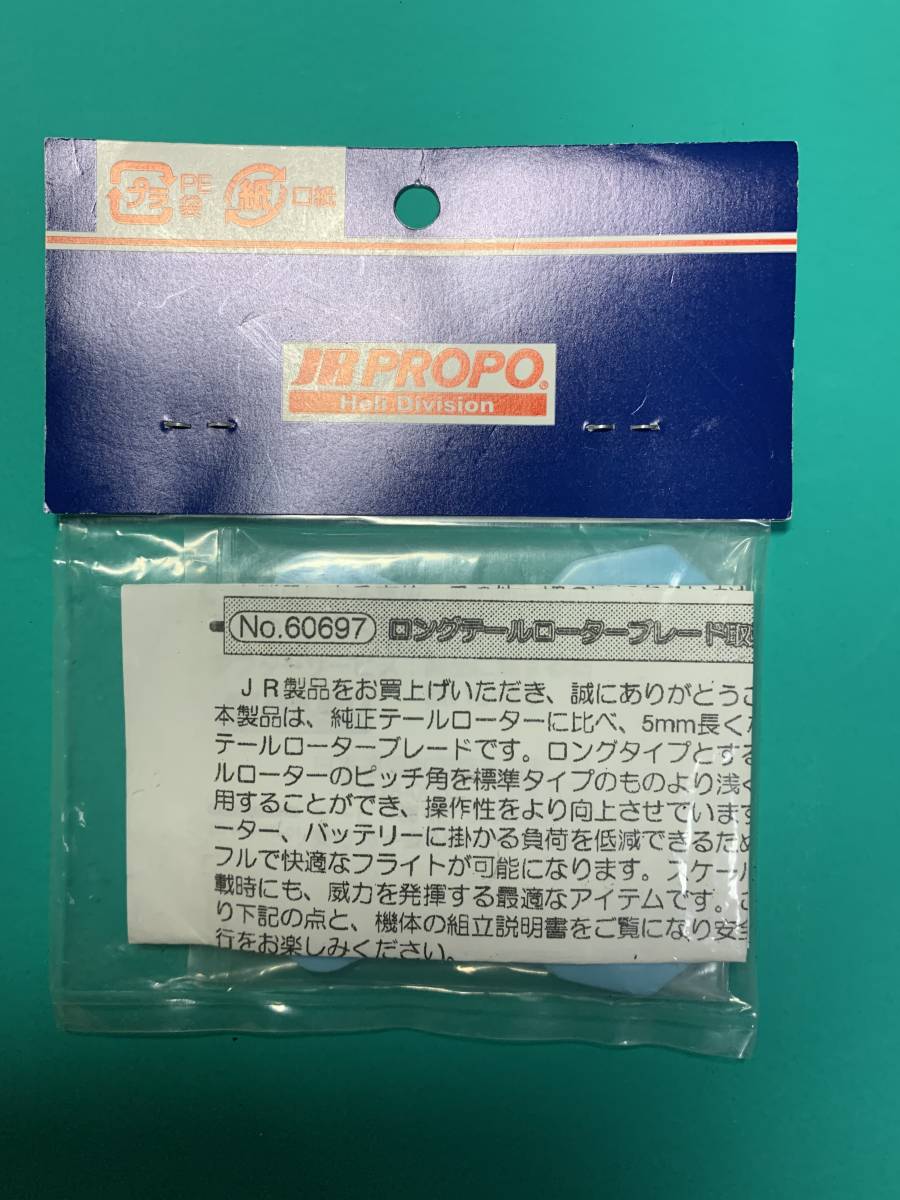 プラ PE袋 紙 口紙
JR PROPO®
Heli.Division
No.60697 ロングテールローターブレード取
JR製品をお買上げいただき、誠にありがとうご
本製品は、純正テールローターに比べ、5mm長くな
テールローターブレードです。ロングタイプとする
ルローターのピッチ角を標準タイプのものより浅く
用することができ、操作性をより向上させています
ーター、バッテリーに掛かる負荷を低減できるため
フルで快適なフライトが可能になります。スケール
載時にも、威力を発揮する最適なアイテムです。こ
り下記の点と、機体の組立説明書をご覧になり安全
行をお楽しみください。